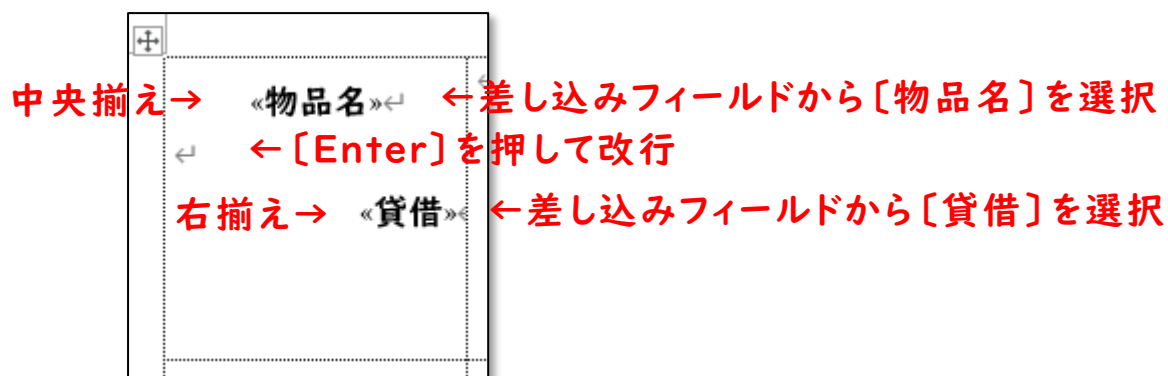 中央揃え→ «物品名»↵ ←差し込みフィールドから〔物品名〕を選択
↵ ←〔Enter〕を押して改行
右揃え→ «貸借» ←差し込みフィールドから〔貸借〕を選択